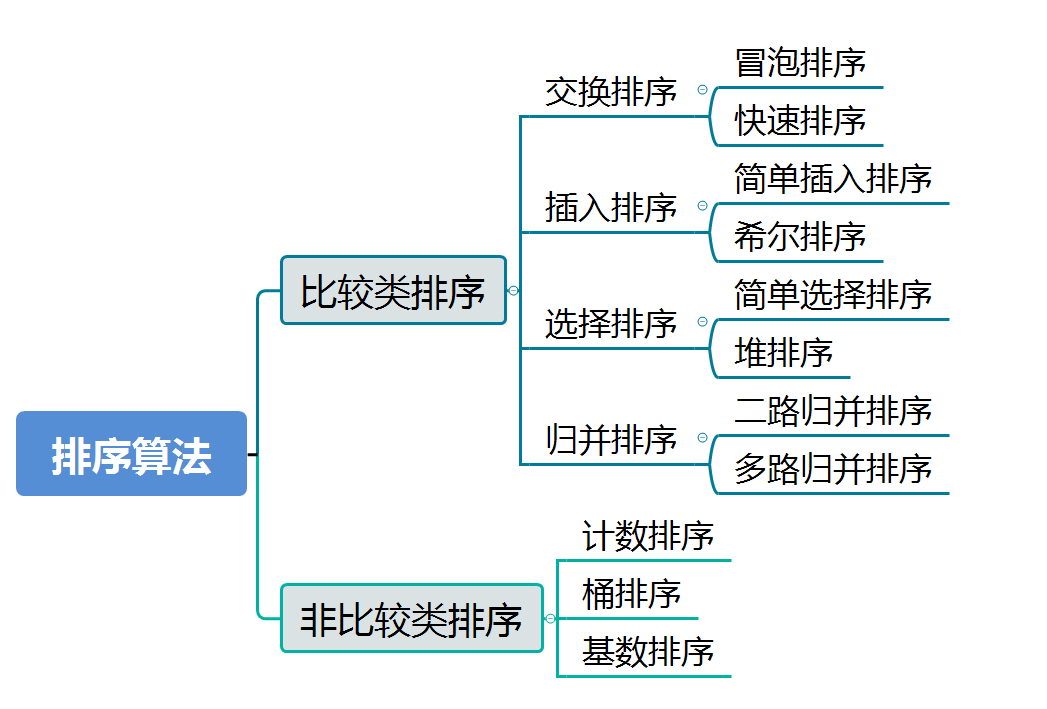 排序算法
比较类排序
交换排序
冒泡排序
快速排序
插入排序
简单插入排序
希尔排序
选择排序
简单选择排序
堆排序
归并排序
二路归并排序
多路归并排序
非比较类排序
计数排序
桶排序
基数排序